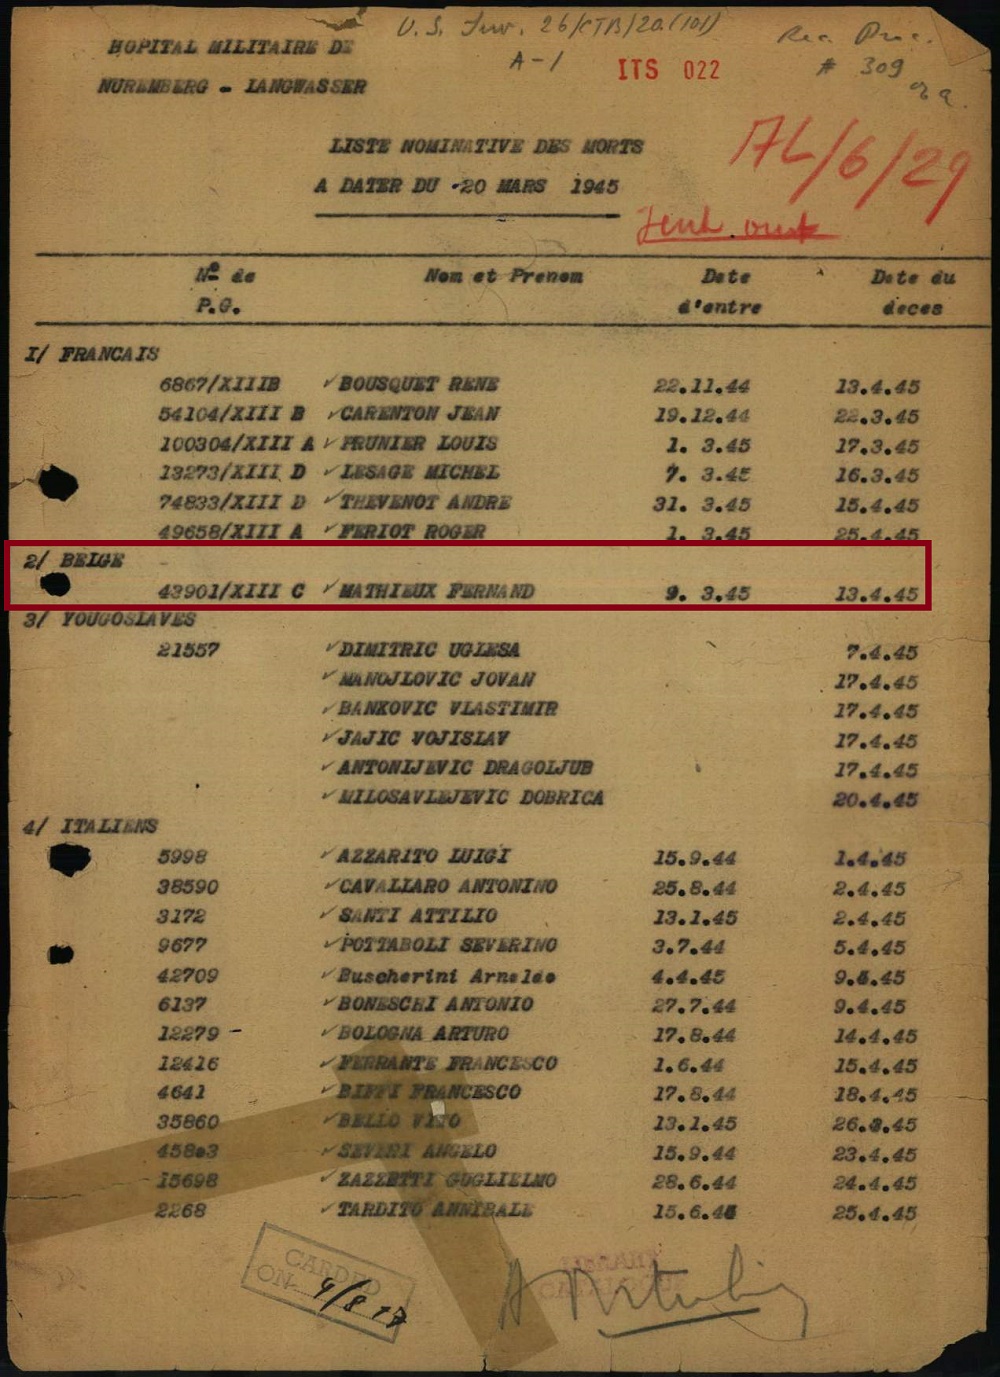 U. S. Inv. 26/CTB/2a(101)
HOPITAL MILITAIRE DE
A-1
ITS 022
Rec. Proc.
# 309
NUREMBERG - LANGWASSER
LISTE NOMINATIVE DES MORTS
A DATER DU 20 MARS 1945
AL/6/29
N° de Nom et Prenom Date Date du
P.G. d'entre deces
I/ FRANCAIS
6867/XIIIB BOUSQUET RENE 22.11.44 13.4.45
54104/XIII B CARENTON JEAN 19.12.44 22.3.45
100304/XIII A PRUNIER LOUIS 1. 3.45 17.3.45
13273/XIII D LESAGE MICHEL 7. 3.45 16.3.45
74833/XIII D THEVENOT ANDRE 31. 3.45 15.4.45
49658/XIII A FERIOT ROGER 1. 3.45 25.4.45
2/ BELGE
43901/XIII C MATHIEUX FERNAND 9. 3.45 13.4.45
3/ YOUGOSLAVES
21557 DIMITRIC UGLESA 7.4.45
MANOJLOVIC JOVAN 17.4.45
BANKOVIC VLASTIMIR 17.4.45
JAJIC VOJISLAV 17.4.45
ANTONIJEVIC DRAGOLJUB 17.4.45
MILOSAVLEJEVIC DOBRICA 20.4.45
4/ ITALIENS
5998 AZZARITO LUIGI 15.9.44 1.4.45
38590 CAVALLARO ANTONINO 25.8.44 2.4.45
3172 SANTI ATTILIO 13.1.45 2.4.45
9677 POTTABOLI SEVERINO 3.7.44 5.4.45
42709 Buscherini Arnaldo 4.4.45
6137 BONESCHI ANTONIO 27.7.44 9.4.45
12279 - BOLOGNA ARTURO 17.8.44 14.4.45
12416 FERRANTE FRANCESCO 1.6.44 15.4.45
4641 BIFFI FRANCESCO 17.8.44 18.4.45
35860 BELLO VITO 13.1.45
SEVERI ANGELO 15.9.44 23.4.45
15698 ZAZZETTI GUGLIELMO 28.6.44 24.4.45
2268 TARDITO ANNIBALE 25.4.45
CARDED
ON
LIBRARY